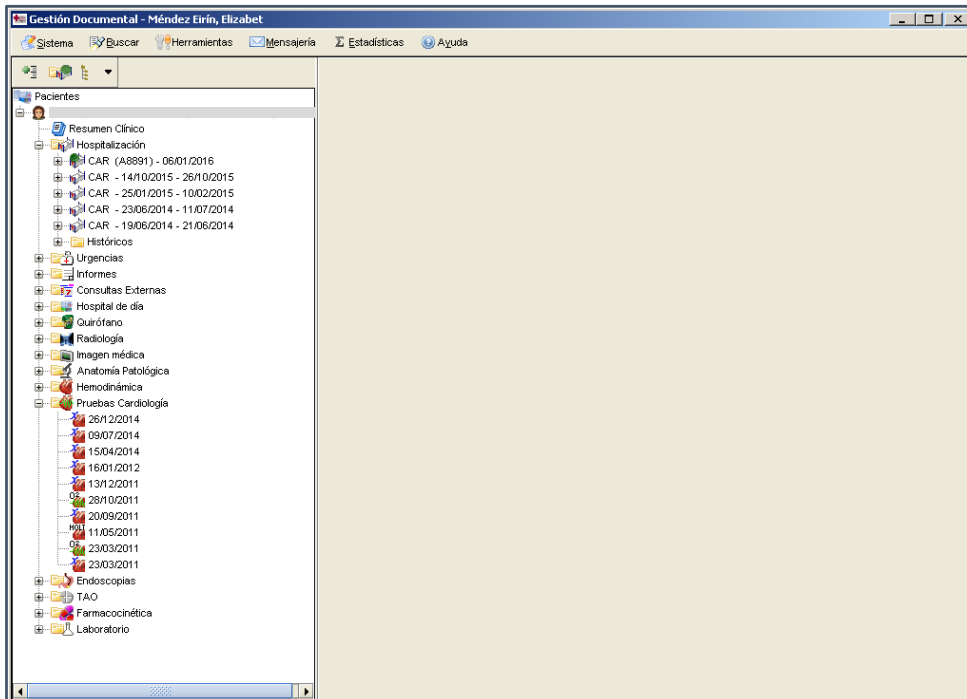 Gestión Documental - Méndez Eirín, Elizabet
Sistema Buscar Herramientas Mensajería Σ Estadísticas Ayuda
Pacientes
Resumen Clínico
Hospitalización
CAR (A8891) - 06/01/2016
CAR - 14/10/2015 - 26/10/2015
CAR - 25/01/2015 - 10/02/2015
CAR - 23/06/2014 - 11/07/2014
CAR - 19/06/2014 - 21/06/2014
Históricos
Urgencias
Informes
Consultas Externas
Hospital de día
Quirófano
Radiología
Imagen médica
Anatomía Patológica
Hemodinámica
Pruebas Cardiología
26/12/2014
09/07/2014
15/04/2014
16/01/2012
13/12/2011
O2 28/10/2011
20/09/2011
HOLT 11/05/2011
O2 23/03/2011
23/03/2011
Endoscopias
TAO
Farmacocinética
Laboratorio